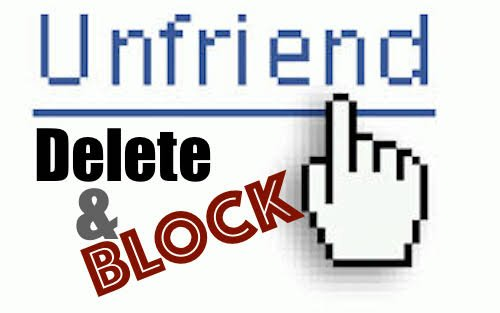 Unfriend
Delete
&
BLOCK